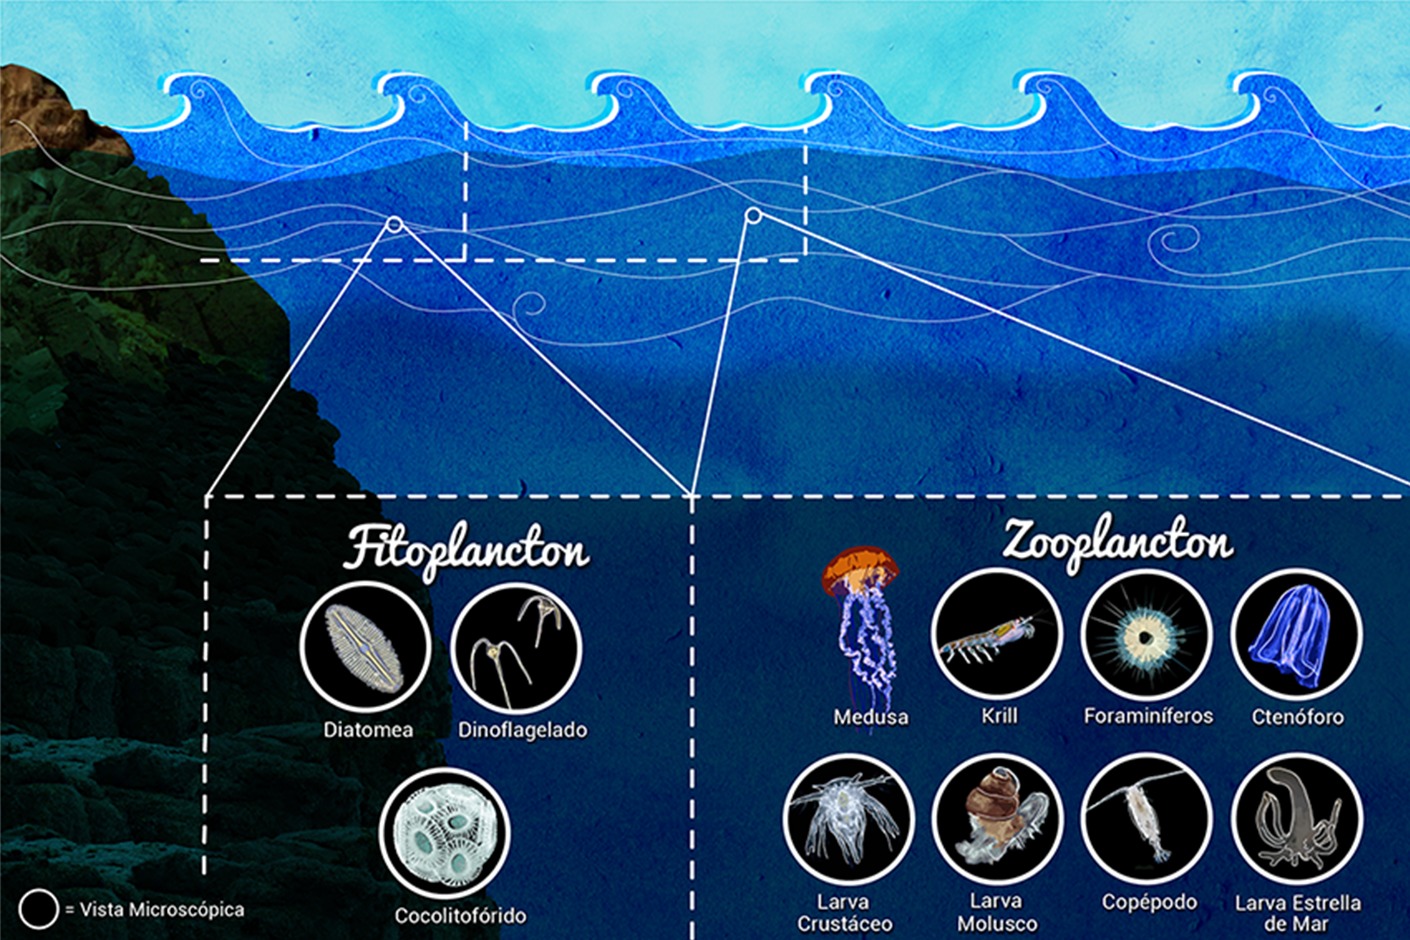 Fitoplancton
Zooplancton
Diatomea
Dinoflagelado
Medusa
Krill
Foraminíferos
Ctenóforo
Cocolitofórido
Larva
Crustáceo
Larva
Molusco
Copépodo
Larva Estrella
de Mar
= Vista Microscópica